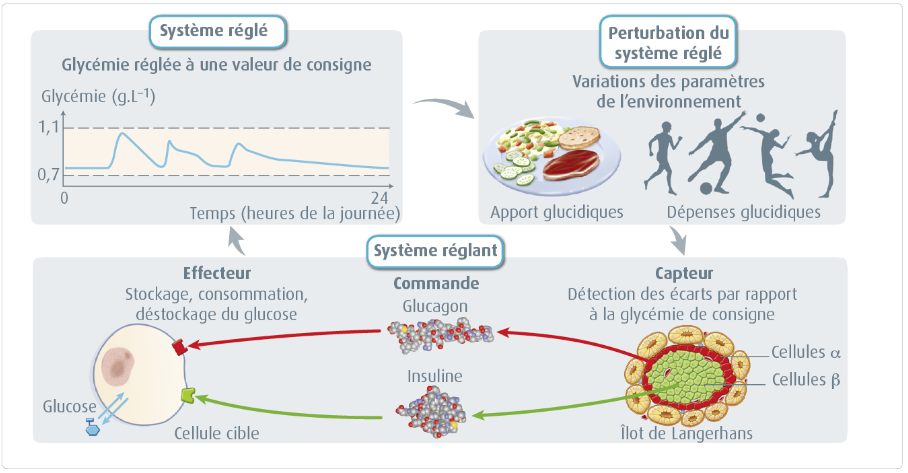 Système réglé
Glycémie réglée à une valeur de consigne
Glycémie (g.L⁻¹)
1,1
0,7
0
24
Temps (heures de la journée)
Perturbation du
système réglé
Variations des paramètres
de l’environnement
Apport glucidiques
Dépenses glucidiques
Système réglant
Effecteur
Stockage, consommation,
déstockage du glucose
Glucose
Cellule cible
Commande
Glucagon
Insuline
Capteur
Détection des écarts par rapport
à la glycémie de consigne
Cellules α
Cellules β
Îlot de Langerhans